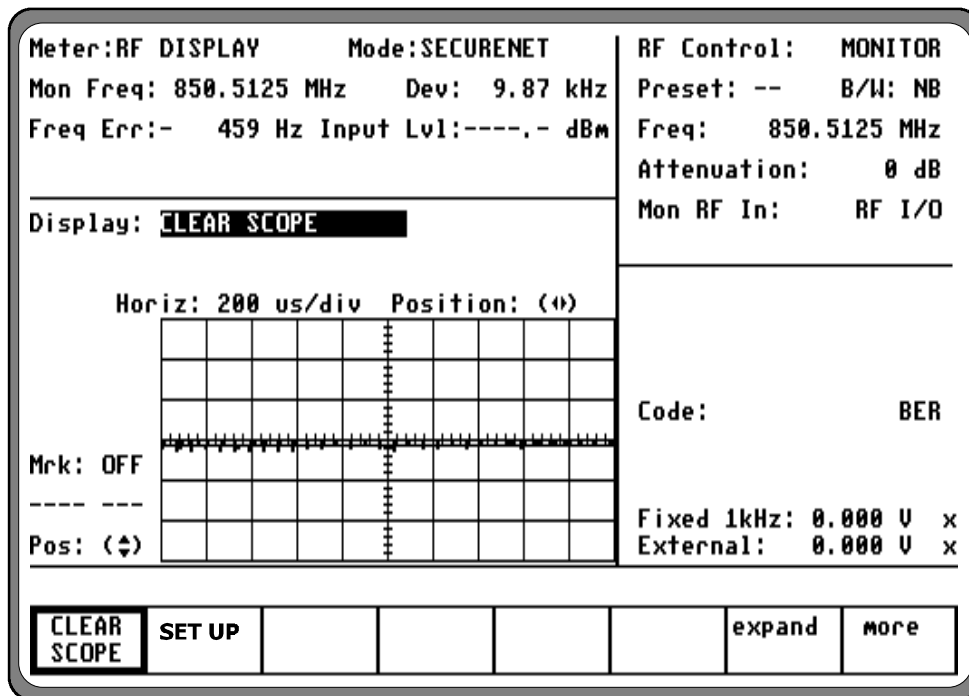 Meter:RF DISPLAY Mode:SECURENET
Mon Freq: 850.5125 MHz Dev: 9.87 kHz
Freq Err:- 459 Hz Input Lvl:----.- dBm
RF Control: MONITOR
Preset: -- B/W: NB
Freq: 850.5125 MHz
Attenuation: 0 dB
Mon RF In: RF I/O
Display: CLEAR SCOPE
Horiz: 200 us/div Position: (◂▸)
Mrk: OFF
---- ---
Pos: (▴▾)
Code: BER
Fixed 1kHz: 0.000 V x
External: 0.000 V x
CLEAR SCOPE
SET UP
expand
more